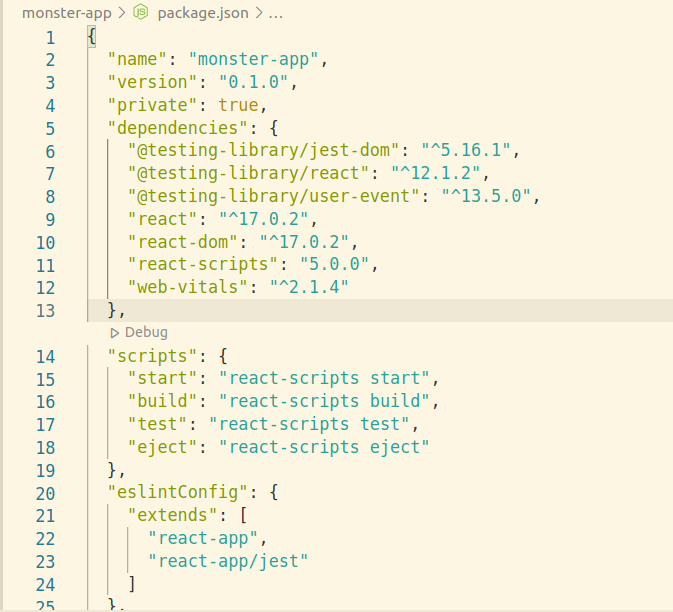 monster-app > package.json > ...
1 {
2 "name": "monster-app",
3 "version": "0.1.0",
4 "private": true,
5 "dependencies": {
6 "@testing-library/jest-dom": "^5.16.1",
7 "@testing-library/react": "^12.1.2",
8 "@testing-library/user-event": "^13.5.0",
9 "react": "^17.0.2",
10 "react-dom": "^17.0.2",
11 "react-scripts": "5.0.0",
12 "web-vitals": "^2.1.4"
13 },
Debug
14 "scripts": {
15 "start": "react-scripts start",
16 "build": "react-scripts build",
17 "test": "react-scripts test",
18 "eject": "react-scripts eject"
19 },
20 "eslintConfig": {
21 "extends": [
22 "react-app",
23 "react-app/jest"
24 ]
25 },